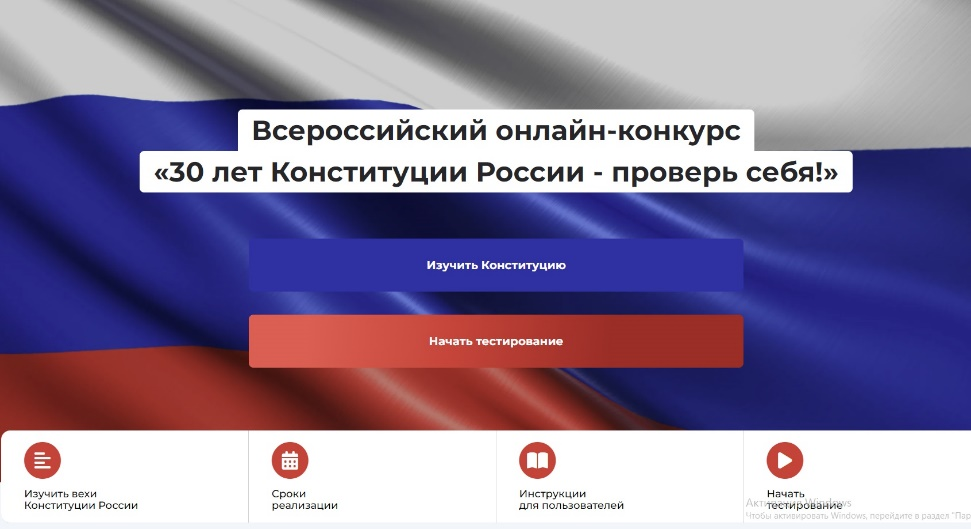 Всероссийский онлайн-конкурс
«30 лет Конституции России - проверь себя!»
Изучить Конституцию
Начать тестирование
Изучить вехи
Конституции России
Сроки
реализации
Инструкции
для пользователей
Начать
тестирование
Активация Windows
Чтобы активировать Windows, перейдите в раздел "Пар